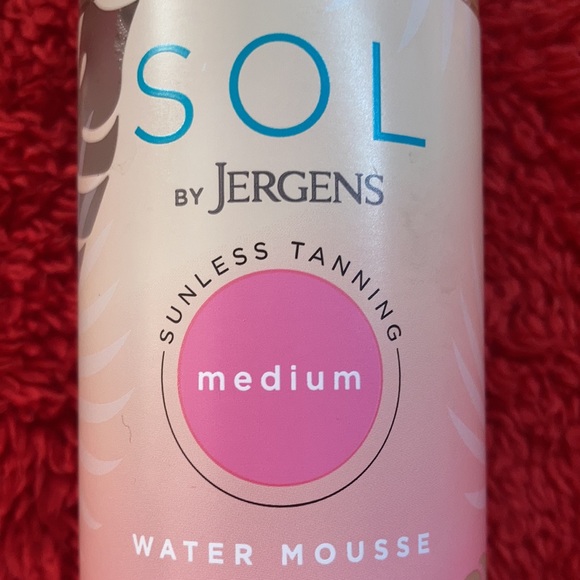 SOL
BY JERGENS
SUNLESS TANNING
medium
WATER MOUSSE